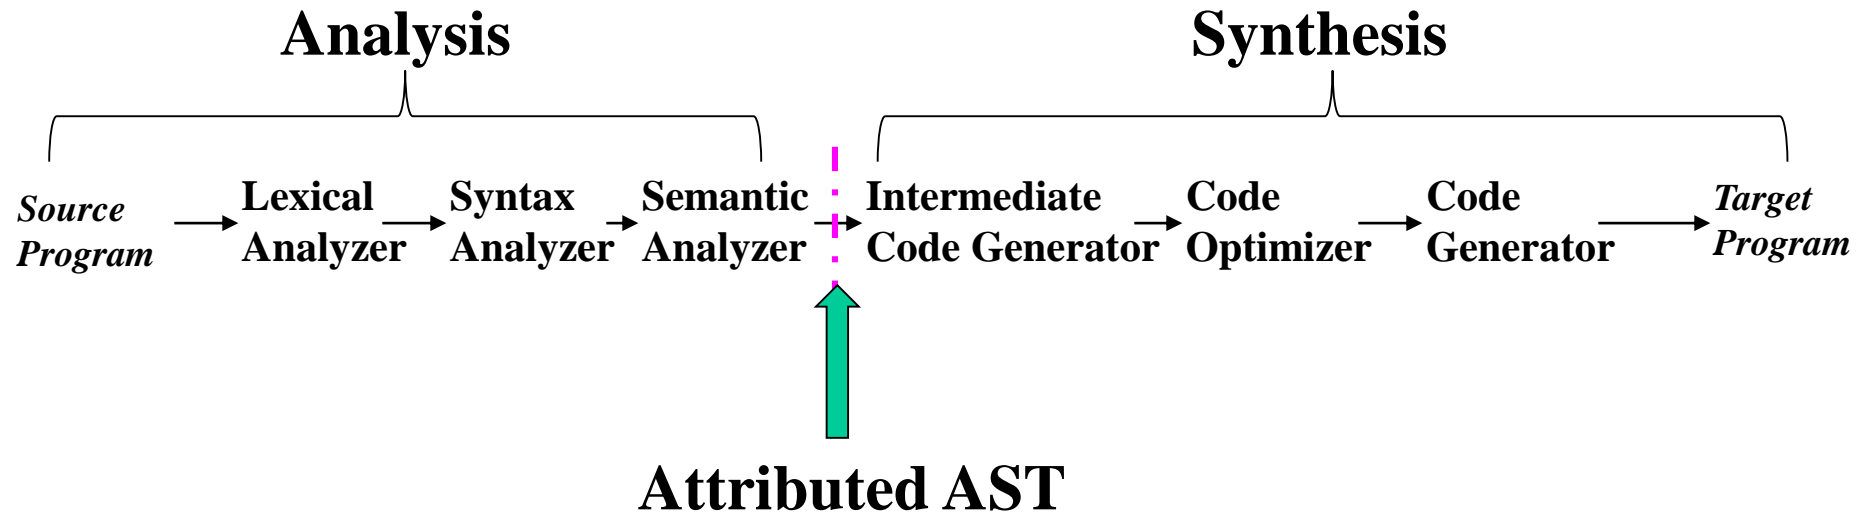 Analysis
Synthesis
Source
Program
Lexical
Analyzer
Syntax
Analyzer
Semantic
Analyzer
Intermediate
Code Generator
Code
Optimizer
Code
Generator
Target
Program
Attributed AST